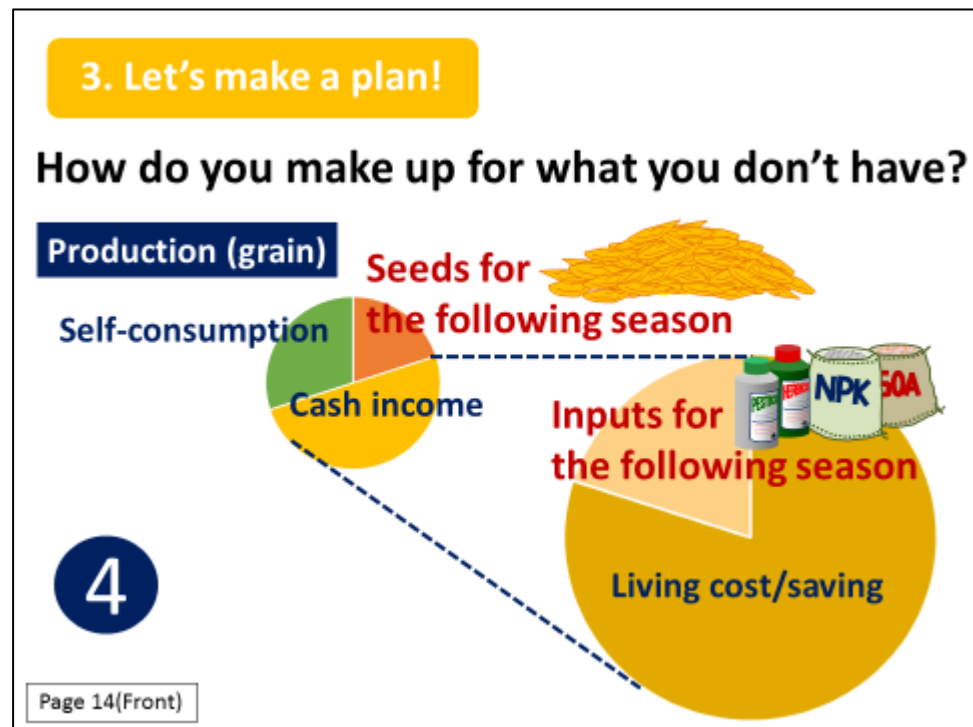 3. Let's make a plan!
How do you make up for what you don't have?
Production (grain)
Seeds for
the following season
Self-consumption
Cash income
NPK
Inputs for
the following season
Living cost/saving
4
Page 14(Front)